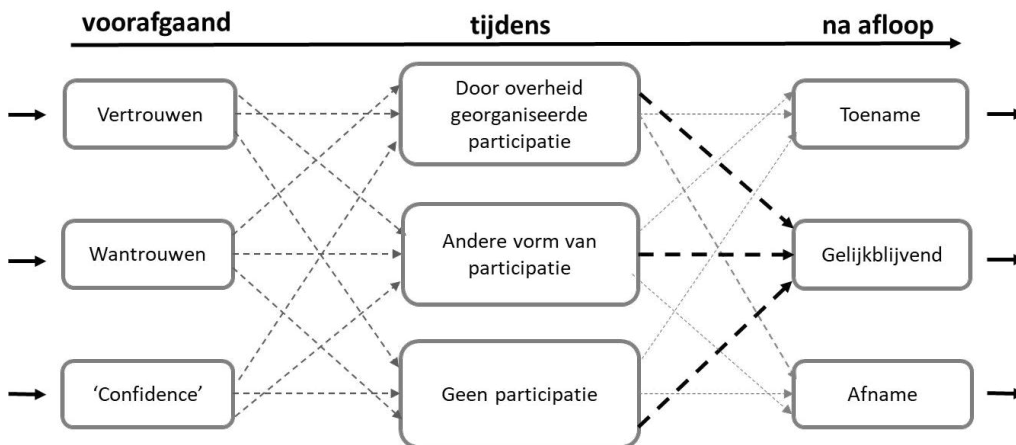 voorafgaand
tijdens
na afloop
Vertrouwen
Door overheid
georganiseerde
participatie
Toename
Wantrouwen
Andere vorm van
participatie
Gelijkblijvend
‘Confidence’
Geen participatie
Afname